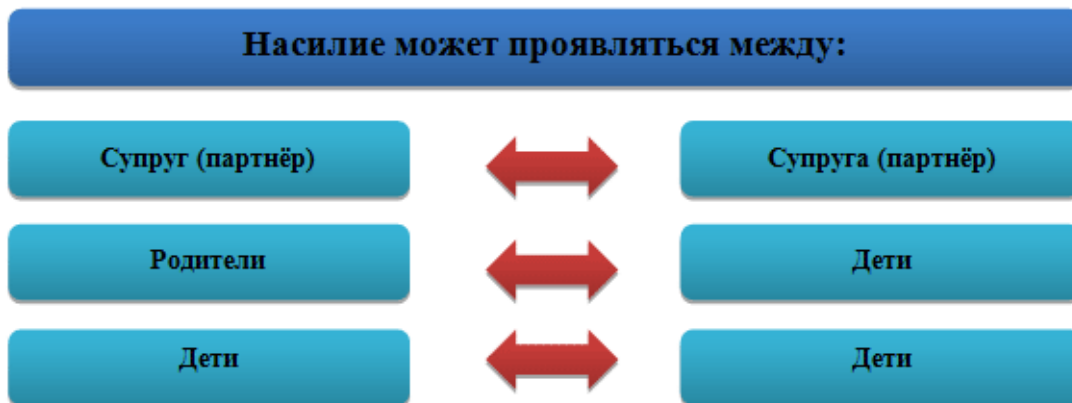 Насилие может проявляться между:
Супруг (партнёр)
Супруга (партнёр)
Родители
Дети
Дети
Дети